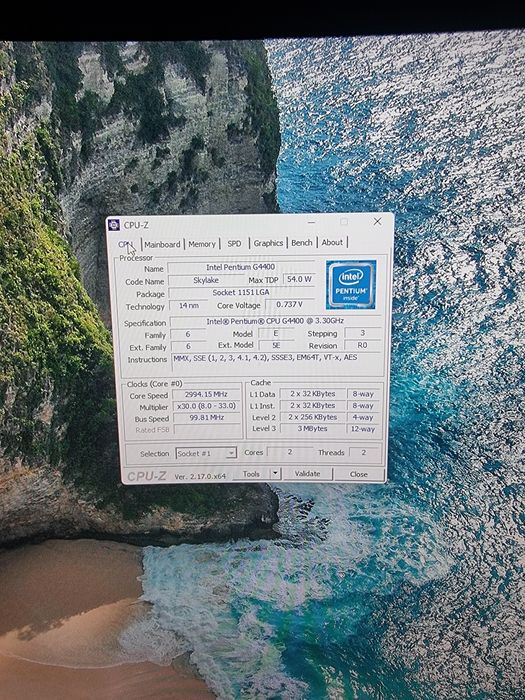 CPU-Z
CPU Mainboard Memory SPD Graphics Bench About
Processor
Name Intel Pentium G4400
Code Name Skylake Max TDP 54.0 W
Package Socket 1151 LGA
Technology 14 nm Core Voltage 0.737 V
intel
PENTIUM
inside
Specification Intel® Pentium® CPU G4400 @ 3.30GHz
Family 6 Model E Stepping 3
Ext. Family 6 Ext. Model 5E Revision R0
Instructions MMX, SSE (1, 2, 3, 4.1, 4.2), SSSE3, EM64T, VT-x, AES
Clocks (Core #0)
Core Speed 2994.15 MHz
Multiplier x30.0 (8.0 - 33.0)
Bus Speed 99.81 MHz
Rated FSB
Cache
L1 Data 2 x 32 KBytes 8-way
L1 Inst. 2 x 32 KBytes 8-way
Level 2 2 x 256 KBytes 4-way
Level 3 3 MBytes 12-way
Selection Socket #1 Cores 2 Threads 2
CPU-Z Ver. 2.17.0.x64 Tools Validate Close